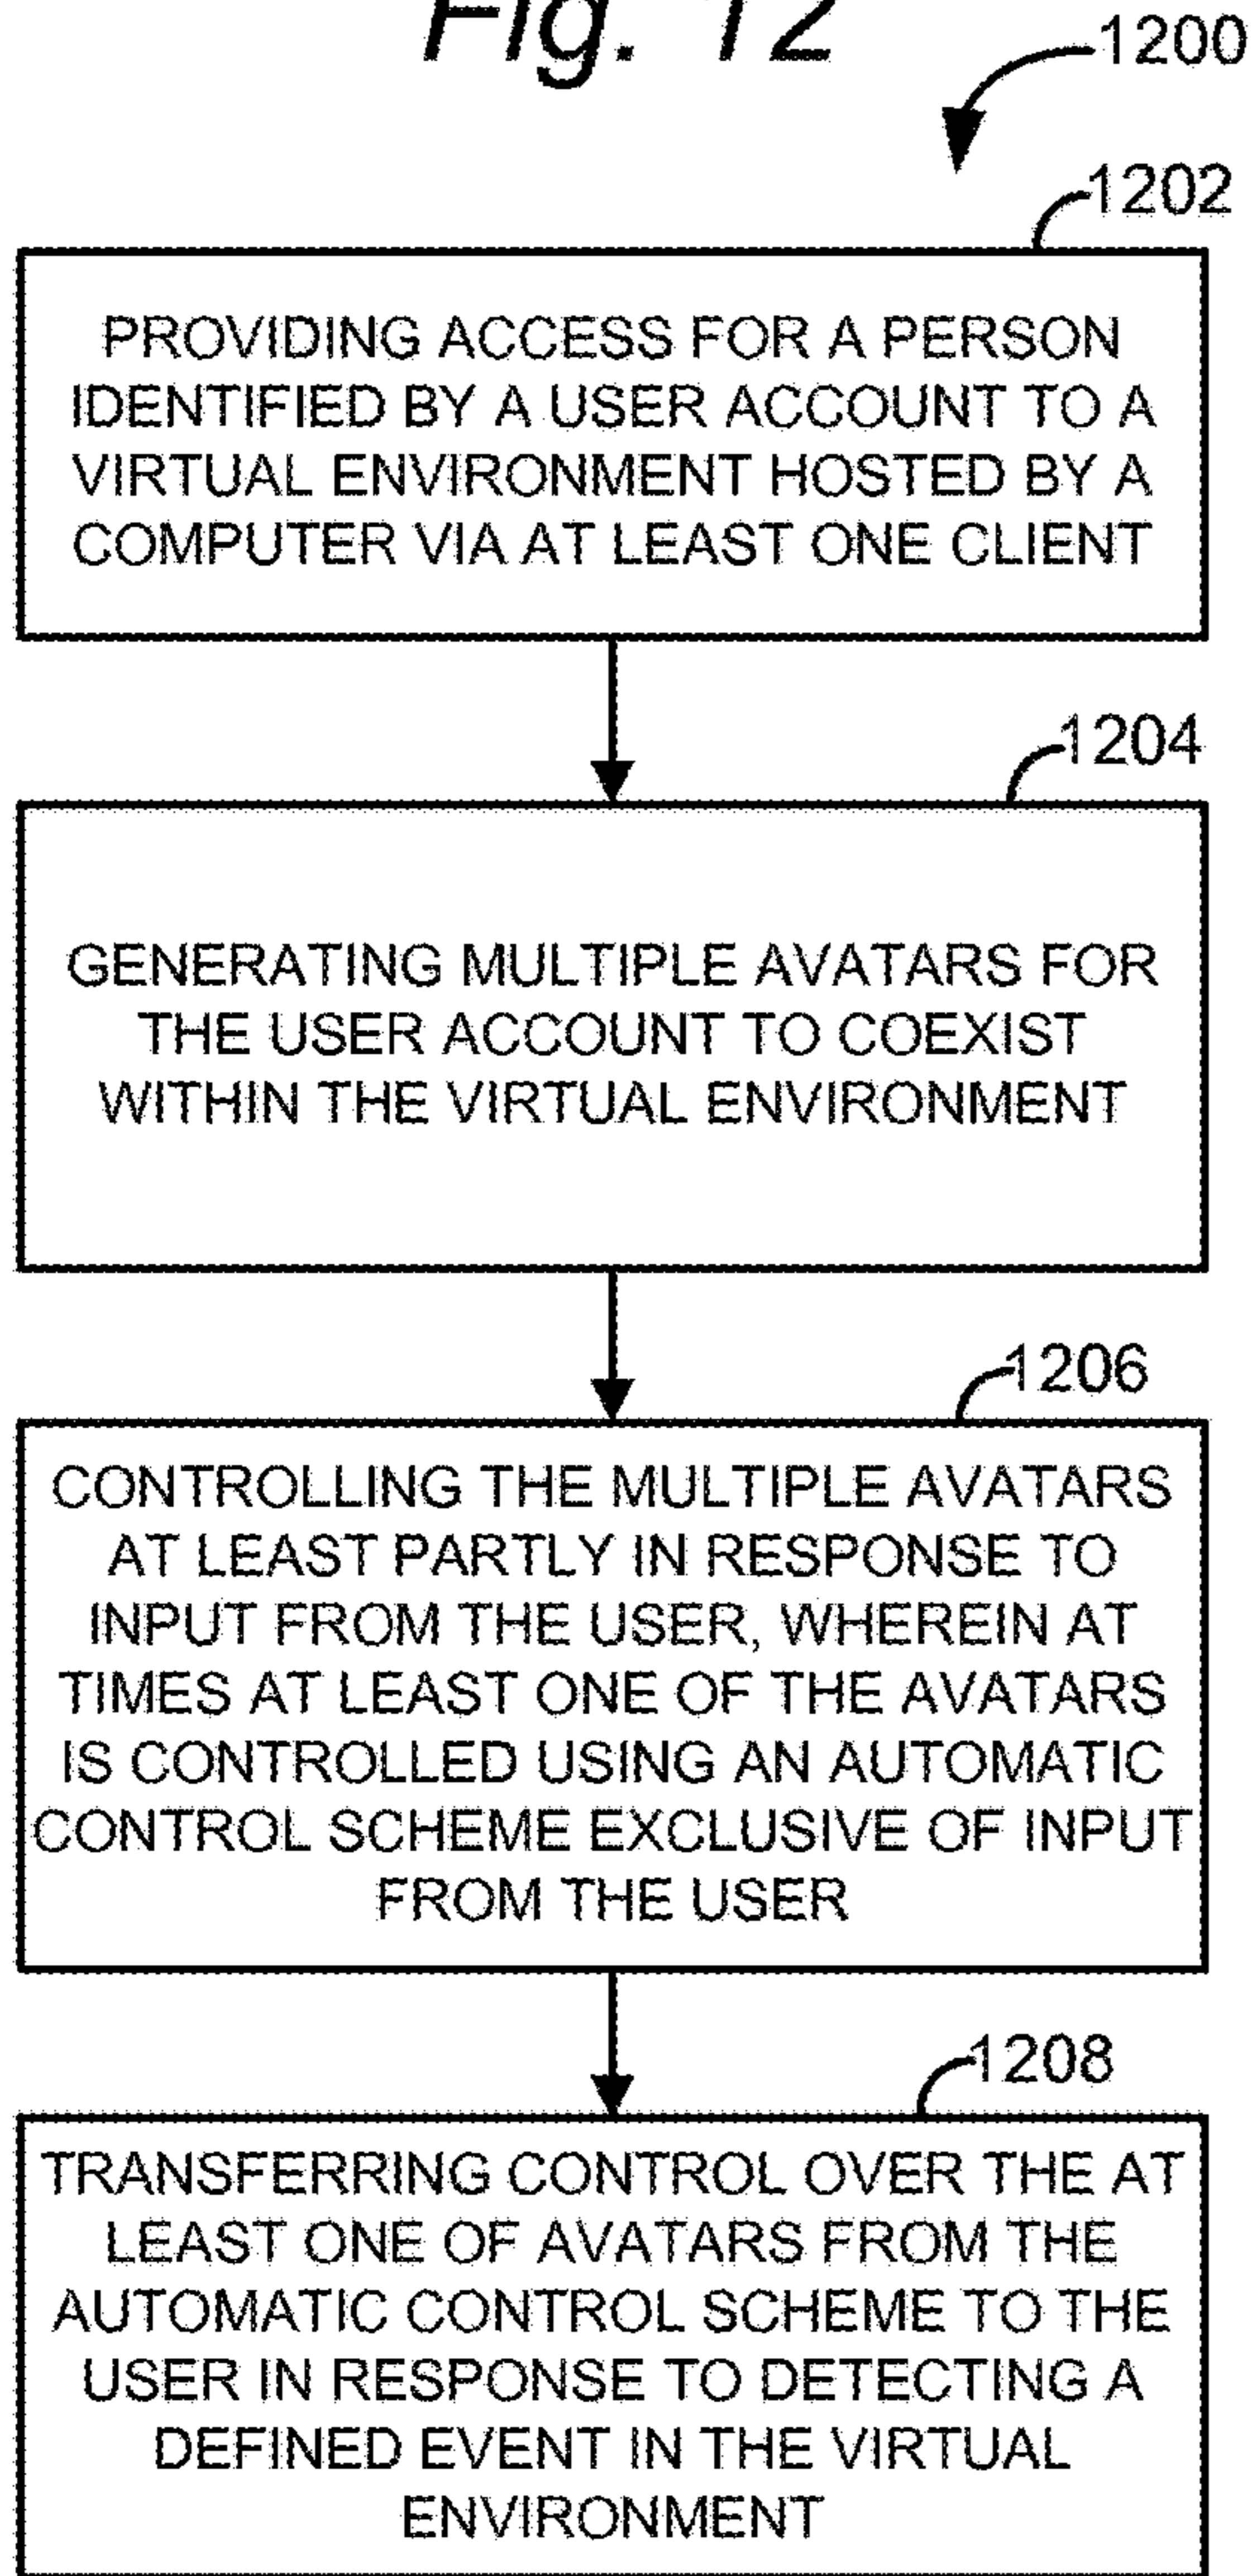 Fig. 12
1200
1202
PROVIDING ACCESS FOR A PERSON
IDENTIFIED BY A USER ACCOUNT TO A
VIRTUAL ENVIRONMENT HOSTED BY A
COMPUTER VIA AT LEAST ONE CLIENT
1204
GENERATING MULTIPLE AVATARS FOR
THE USER ACCOUNT TO COEXIST
WITHIN THE VIRTUAL ENVIRONMENT
1206
CONTROLLING THE MULTIPLE AVATARS
AT LEAST PARTLY IN RESPONSE TO
INPUT FROM THE USER, WHEREIN AT
TIMES AT LEAST ONE OF THE AVATARS
IS CONTROLLED USING AN AUTOMATIC
CONTROL SCHEME EXCLUSIVE OF INPUT
FROM THE USER
1208
TRANSFERRING CONTROL OVER THE AT
LEAST ONE OF AVATARS FROM THE
AUTOMATIC CONTROL SCHEME TO THE
USER IN RESPONSE TO DETECTING A
DEFINED EVENT IN THE VIRTUAL
ENVIRONMENT